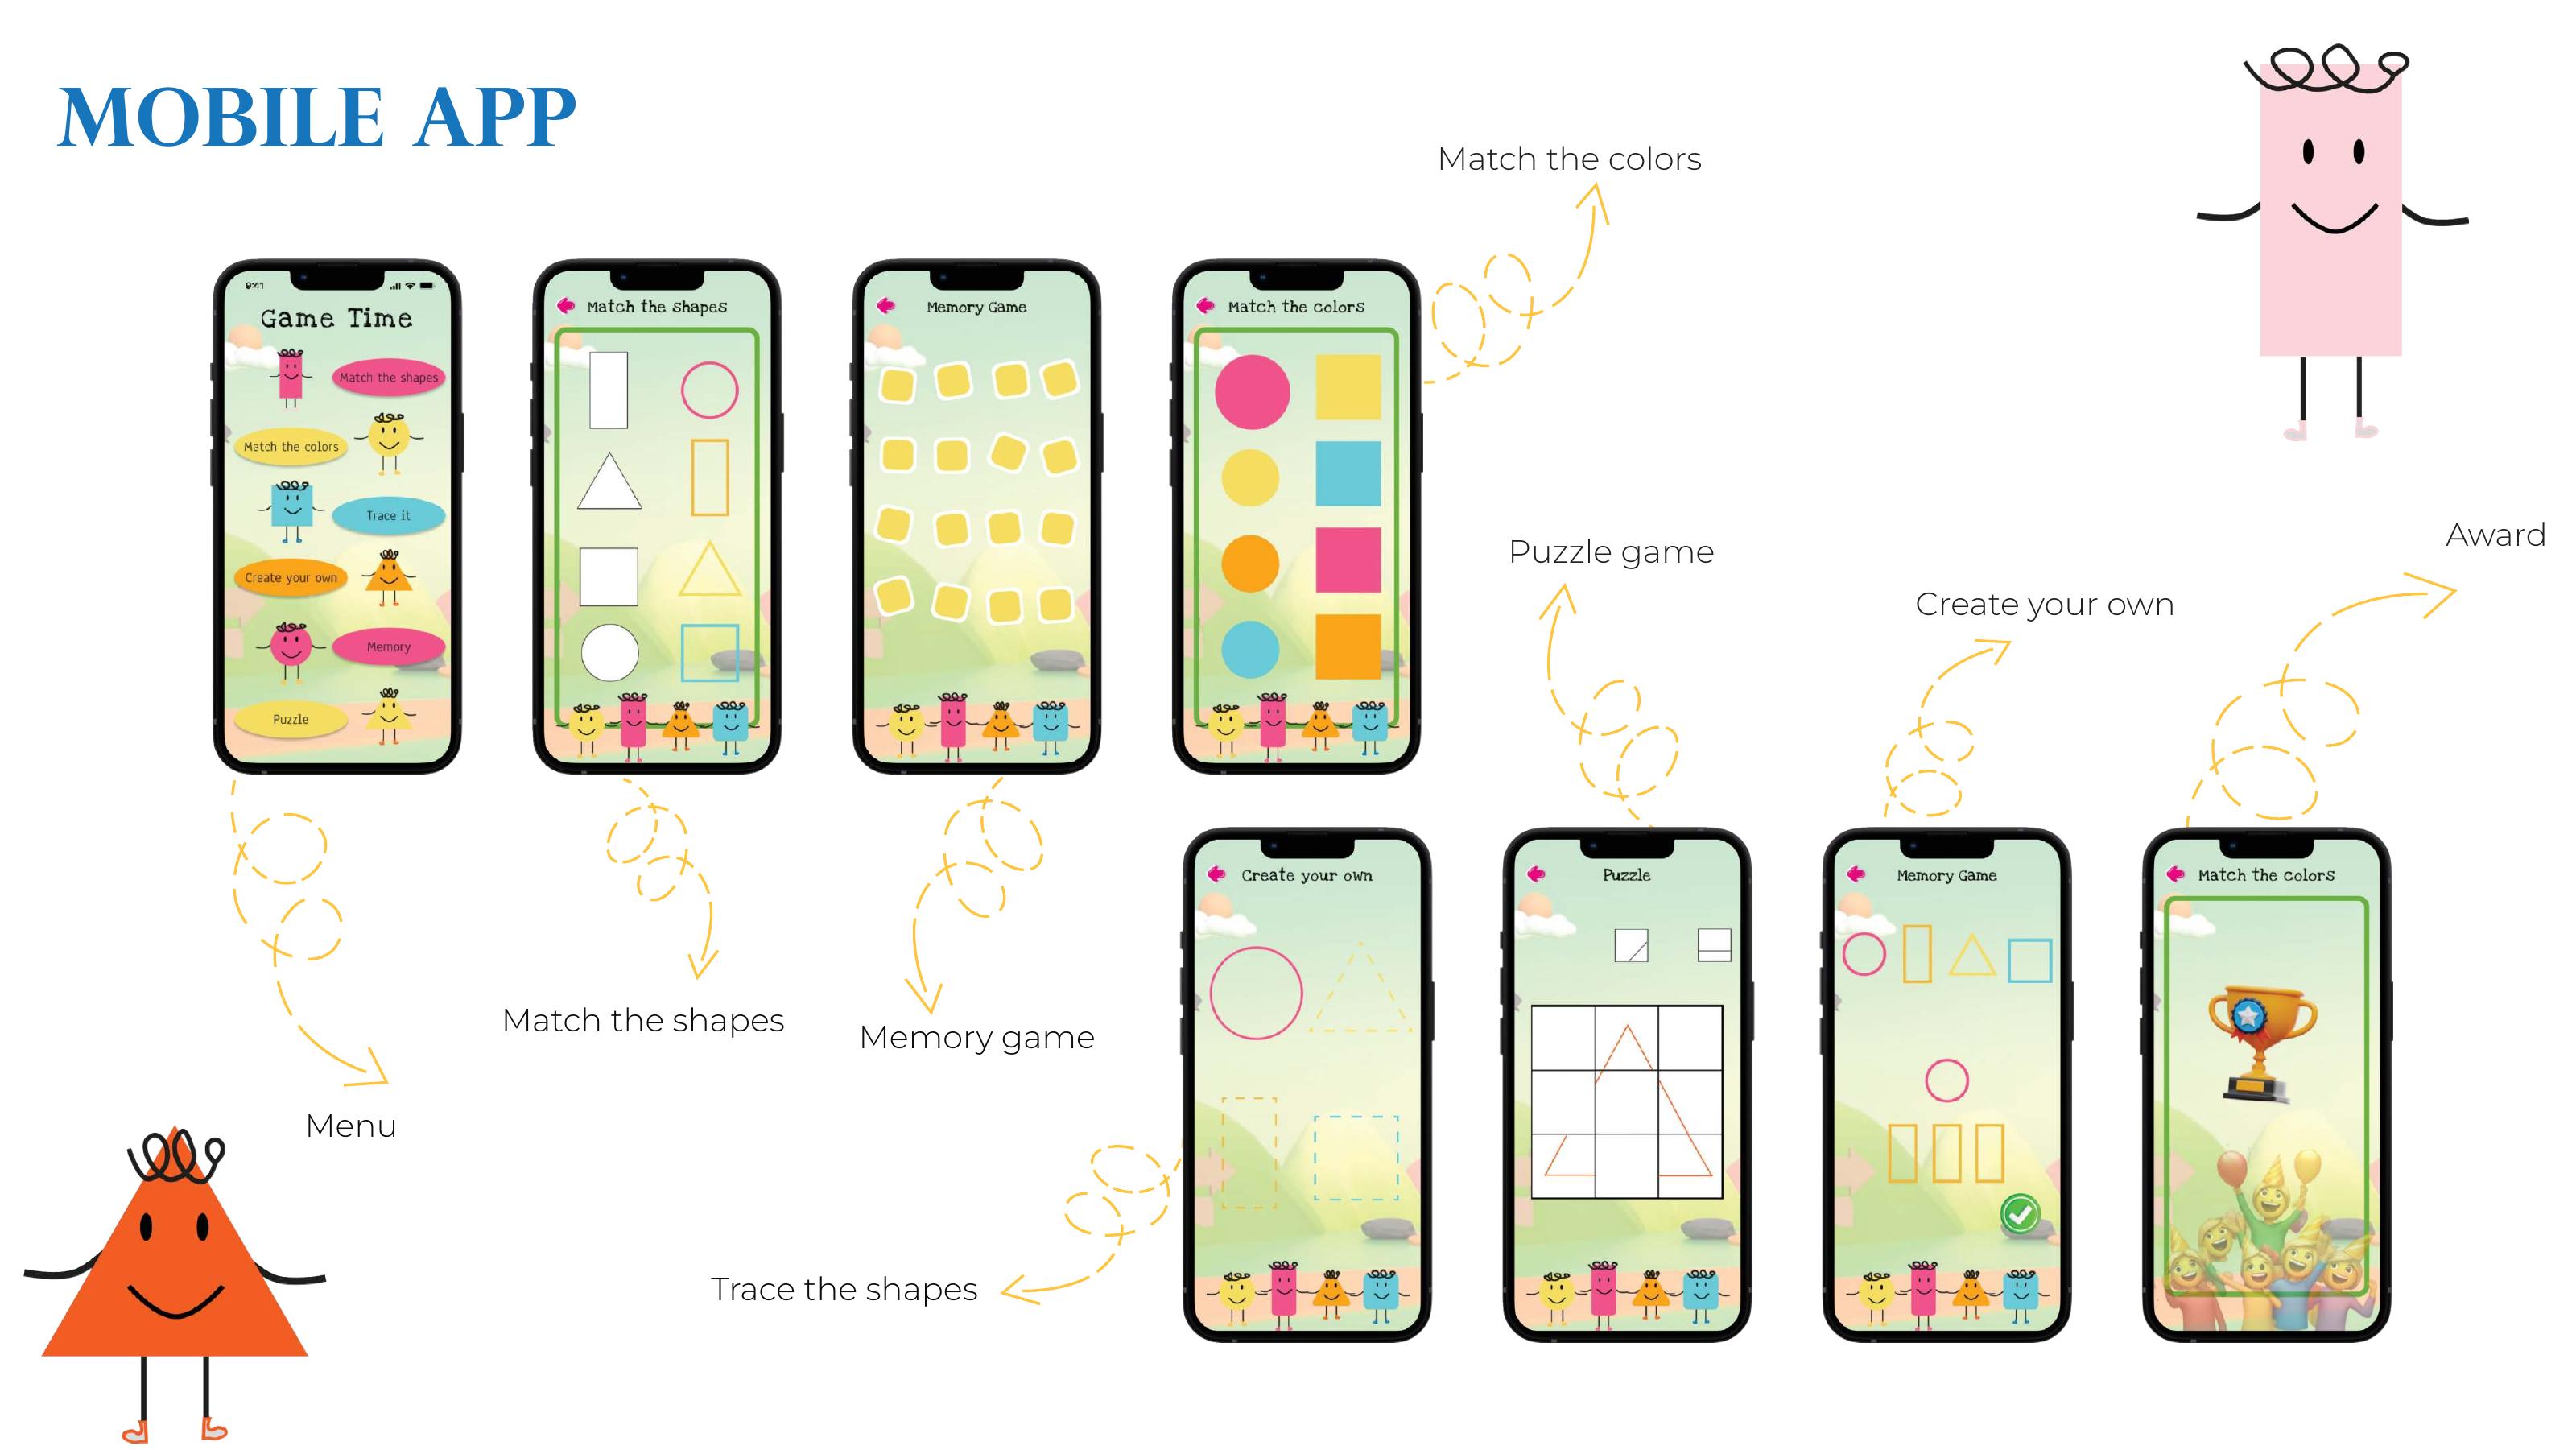 MOBILE APP
Match the colors
9:41
Game Time
Match the shapes
Match the colors
Trace it
Create your own
Memory
Puzzle
Match the shapes
Memory Game
Match the colors
Puzzle game
Create your own
Award
Menu
Match the shapes
Memory game
Trace the shapes
Create your own
Puzzle
Memory Game
Match the colors